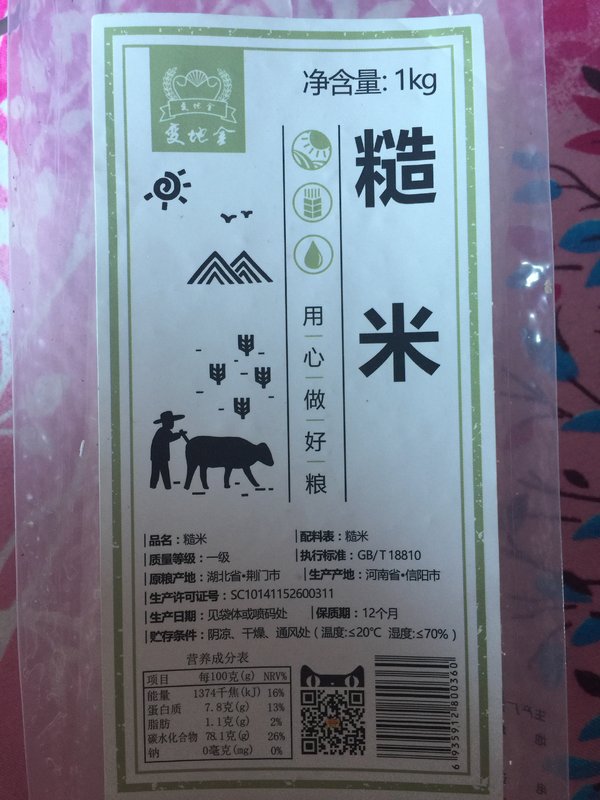 净含量: 1kg
变地金
变地金
糙米
用心做好粮
品名: 糙米
配料表: 糙米
质量等级: 一级
执行标准: GB/T 18810
原粮产地: 湖北省·荆门市
生产产地: 河南省·信阳市
生产许可证号: SC10141152600311
生产日期: 见袋体或喷码处
保质期: 12个月
贮存条件: 阴凉、干燥、通风处（温度:≤20℃ 湿度:≤70%）
营养成分表
项目 每100克(g) NRV%
能量 1374千焦(kJ) 16%
蛋白质 7.8克(g) 13%
脂肪 1.1克(g) 2%
碳水化合物 78.1克(g) 26%
钠 0毫克(mg) 0%
6935912800360